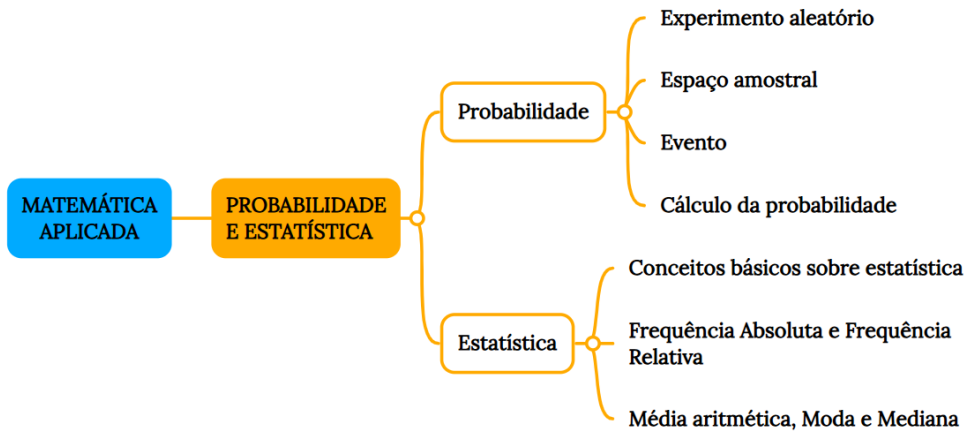 MATEMÁTICA
APLICADA
PROBABILIDADE
E ESTATÍSTICA
Probabilidade
Experimento aleatório
Espaço amostral
Evento
Cálculo da probabilidade
Estatística
Conceitos básicos sobre estatística
Frequência Absoluta e Frequência
Relativa
Média aritmética, Moda e Mediana